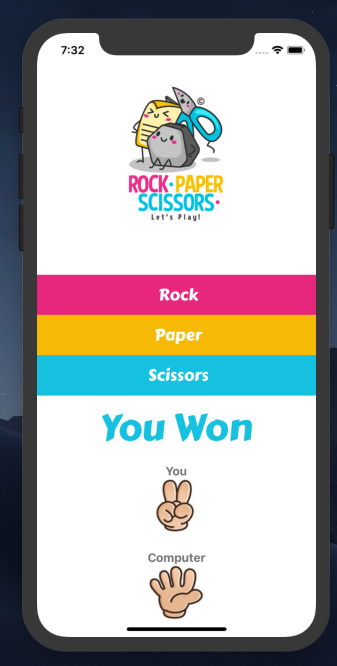 7:32
©
ROCK•PAPER
SCISSORS•
Let's Play!
Rock
Paper
Scissors
You Won
You
Computer